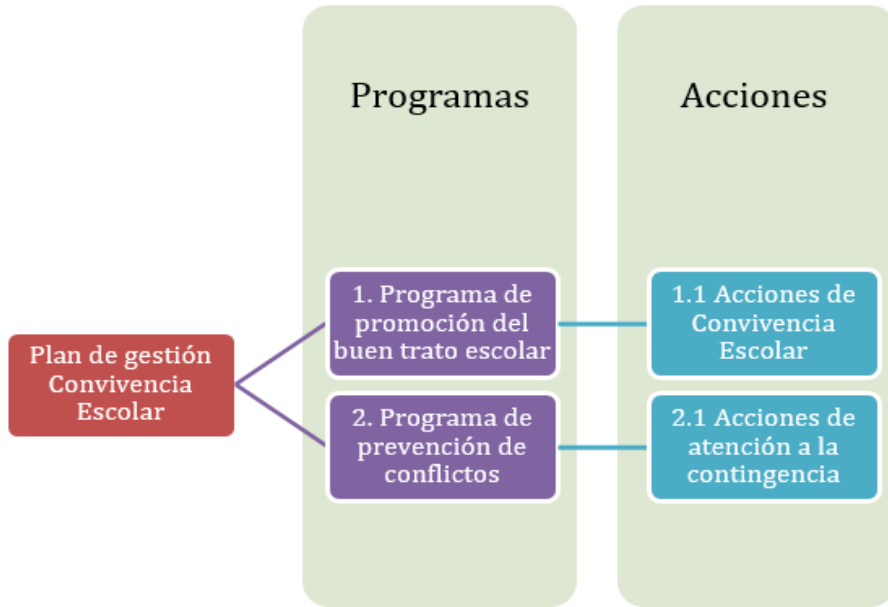 Programas
Acciones
Plan de gestión
Convivencia
Escolar
1. Programa de
promoción del
buen trato escolar
1.1 Acciones de
Convivencia
Escolar
2. Programa de
prevención de
conflictos
2.1 Acciones de
atención a la
contingencia